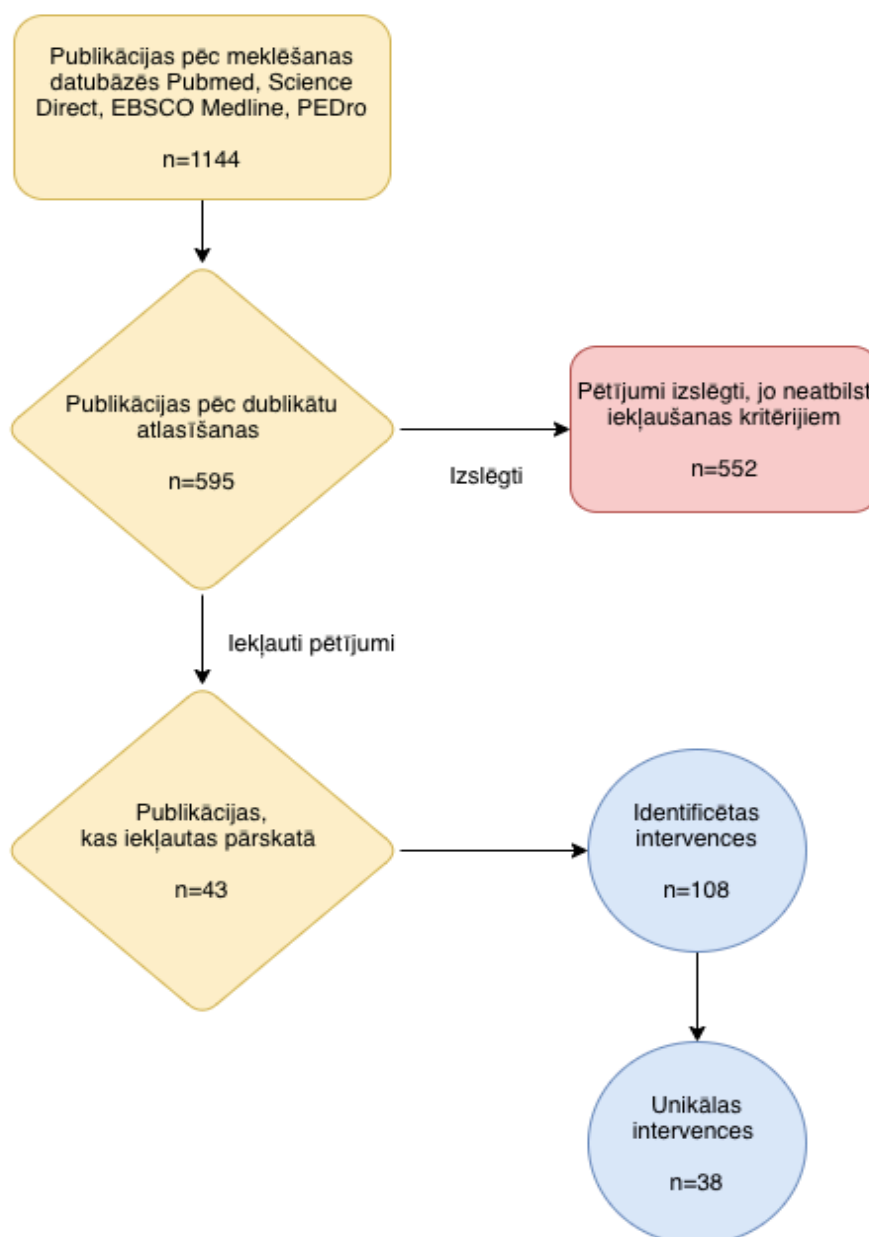 Publikācijas pēc meklēšanas
datubāzēs Pubmed, Science
Direct, EBSCO Medline, PEDro
n=1144
Publikācijas pēc dublikātu
atlasīšanas
n=595
Izslēgti
Pētījumi izslēgti, jo neatbilst
iekļaušanas kritērijiem
n=552
Iekļauti pētījumi
Publikācijas,
kas iekļautas pārskatā
n=43
Identificētas
intervences
n=108
Unikālas
intervences
n=38